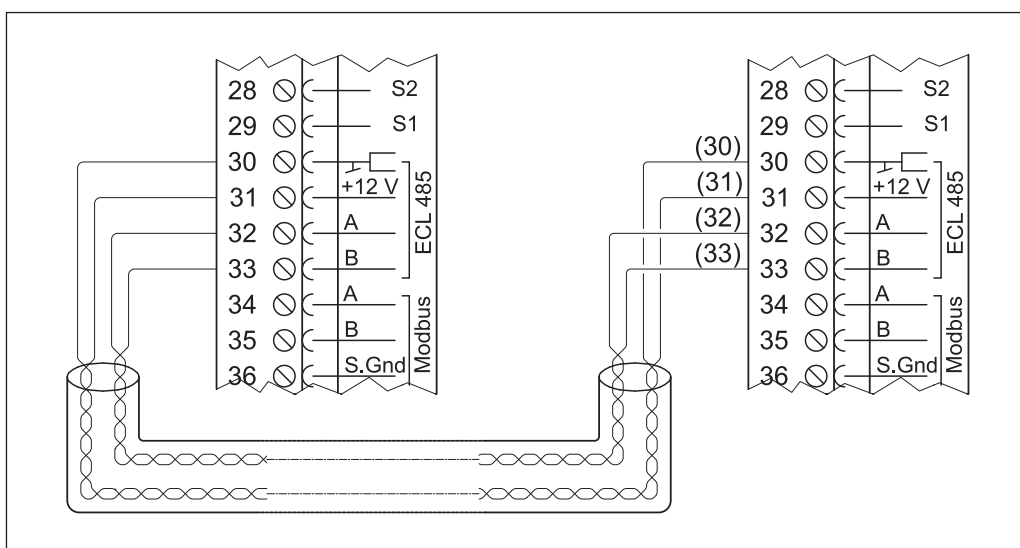 28 S2
29 S1
30
31 +12 V
32 A
33 B
ECL 485
34 A
35 B
36 S.Gnd
Modbus
28 S2
29 S1
(30) 30
(31) 31 +12 V
(32) 32 A
(33) 33 B
ECL 485
34 A
35 B
36 S.Gnd
Modbus